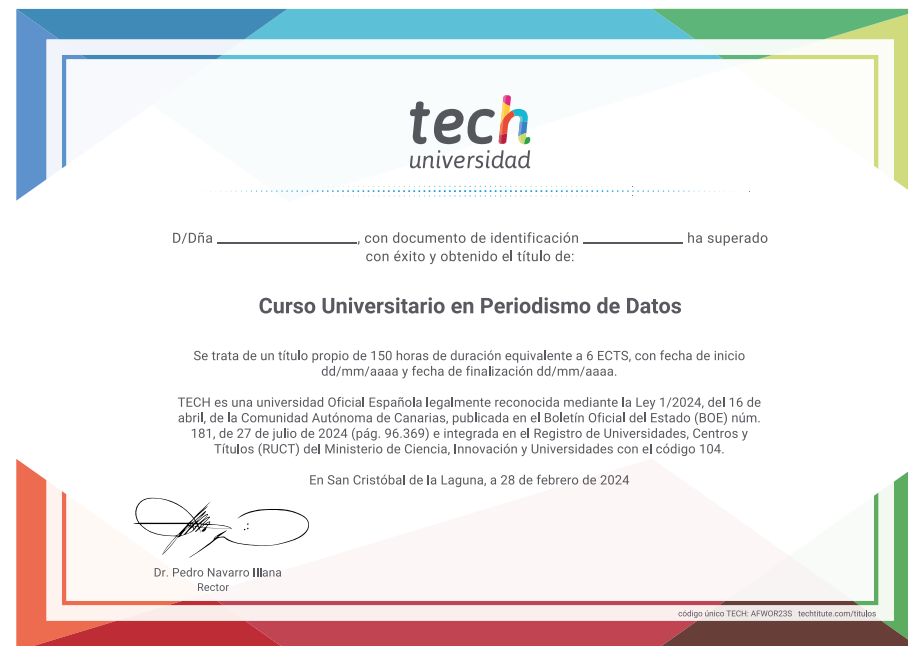 tech
universidad
D/Dña ____________________, con documento de identificación ______________ ha superado
con éxito y obtenido el título de:
Curso Universitario en Periodismo de Datos
Se trata de un título propio de 150 horas de duración equivalente a 6 ECTS, con fecha de inicio
dd/mm/aaaa y fecha de finalización dd/mm/aaaa.
TECH es una universidad Oficial Española legalmente reconocida mediante la Ley 1/2024, del 16 de
abril, de la Comunidad Autónoma de Canarias, publicada en el Boletín Oficial del Estado (BOE) núm.
181, de 27 de julio de 2024 (pág. 96.369) e integrada en el Registro de Universidades, Centros y
Títulos (RUCT) del Ministerio de Ciencia, Innovación y Universidades con el código 104.
En San Cristóbal de la Laguna, a 28 de febrero de 2024
Dr. Pedro Navarro Illana
Rector
código único TECH: AFWOR23S techtitute.com/titulos